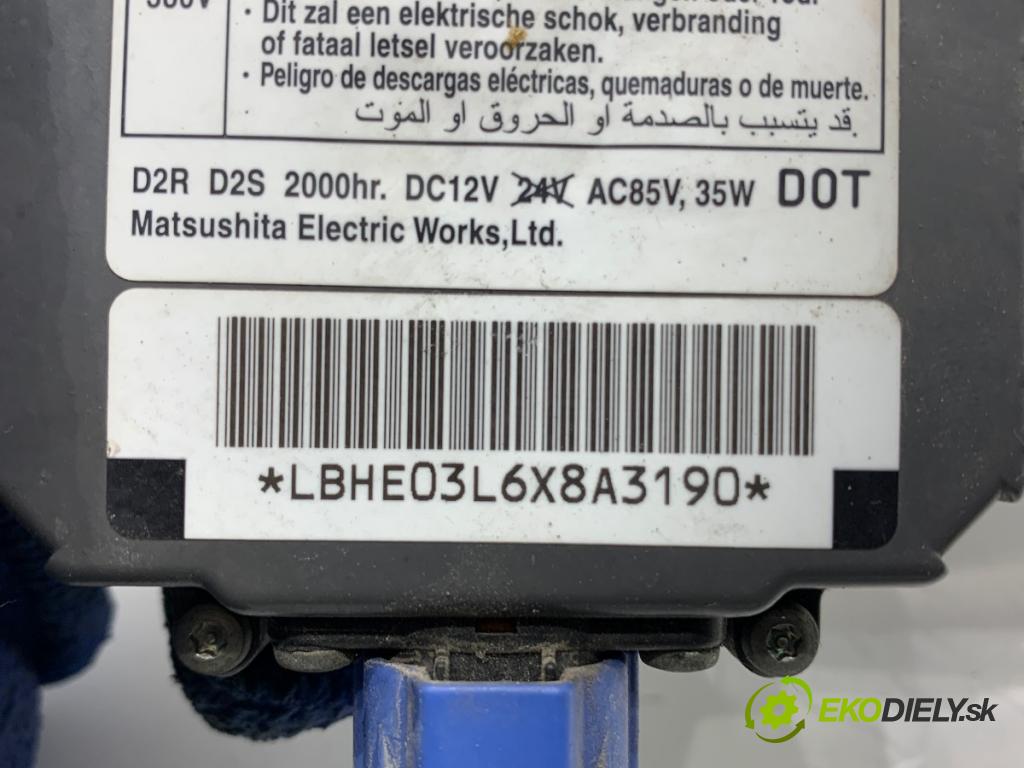 · Dit zal een elektrische schok, verbranding
of fataal letsel veroorzaken.
· Peligro de descargas eléctricas, quemaduras o de muerte.
قد يتسبب بالصدمة او الحروق او الموت.
D2R D2S 2000hr. DC12V 24V AC85V, 35W DOT
Matsushita Electric Works,Ltd.
*LBHE03L6X8A3190*
EKODIELY.sk